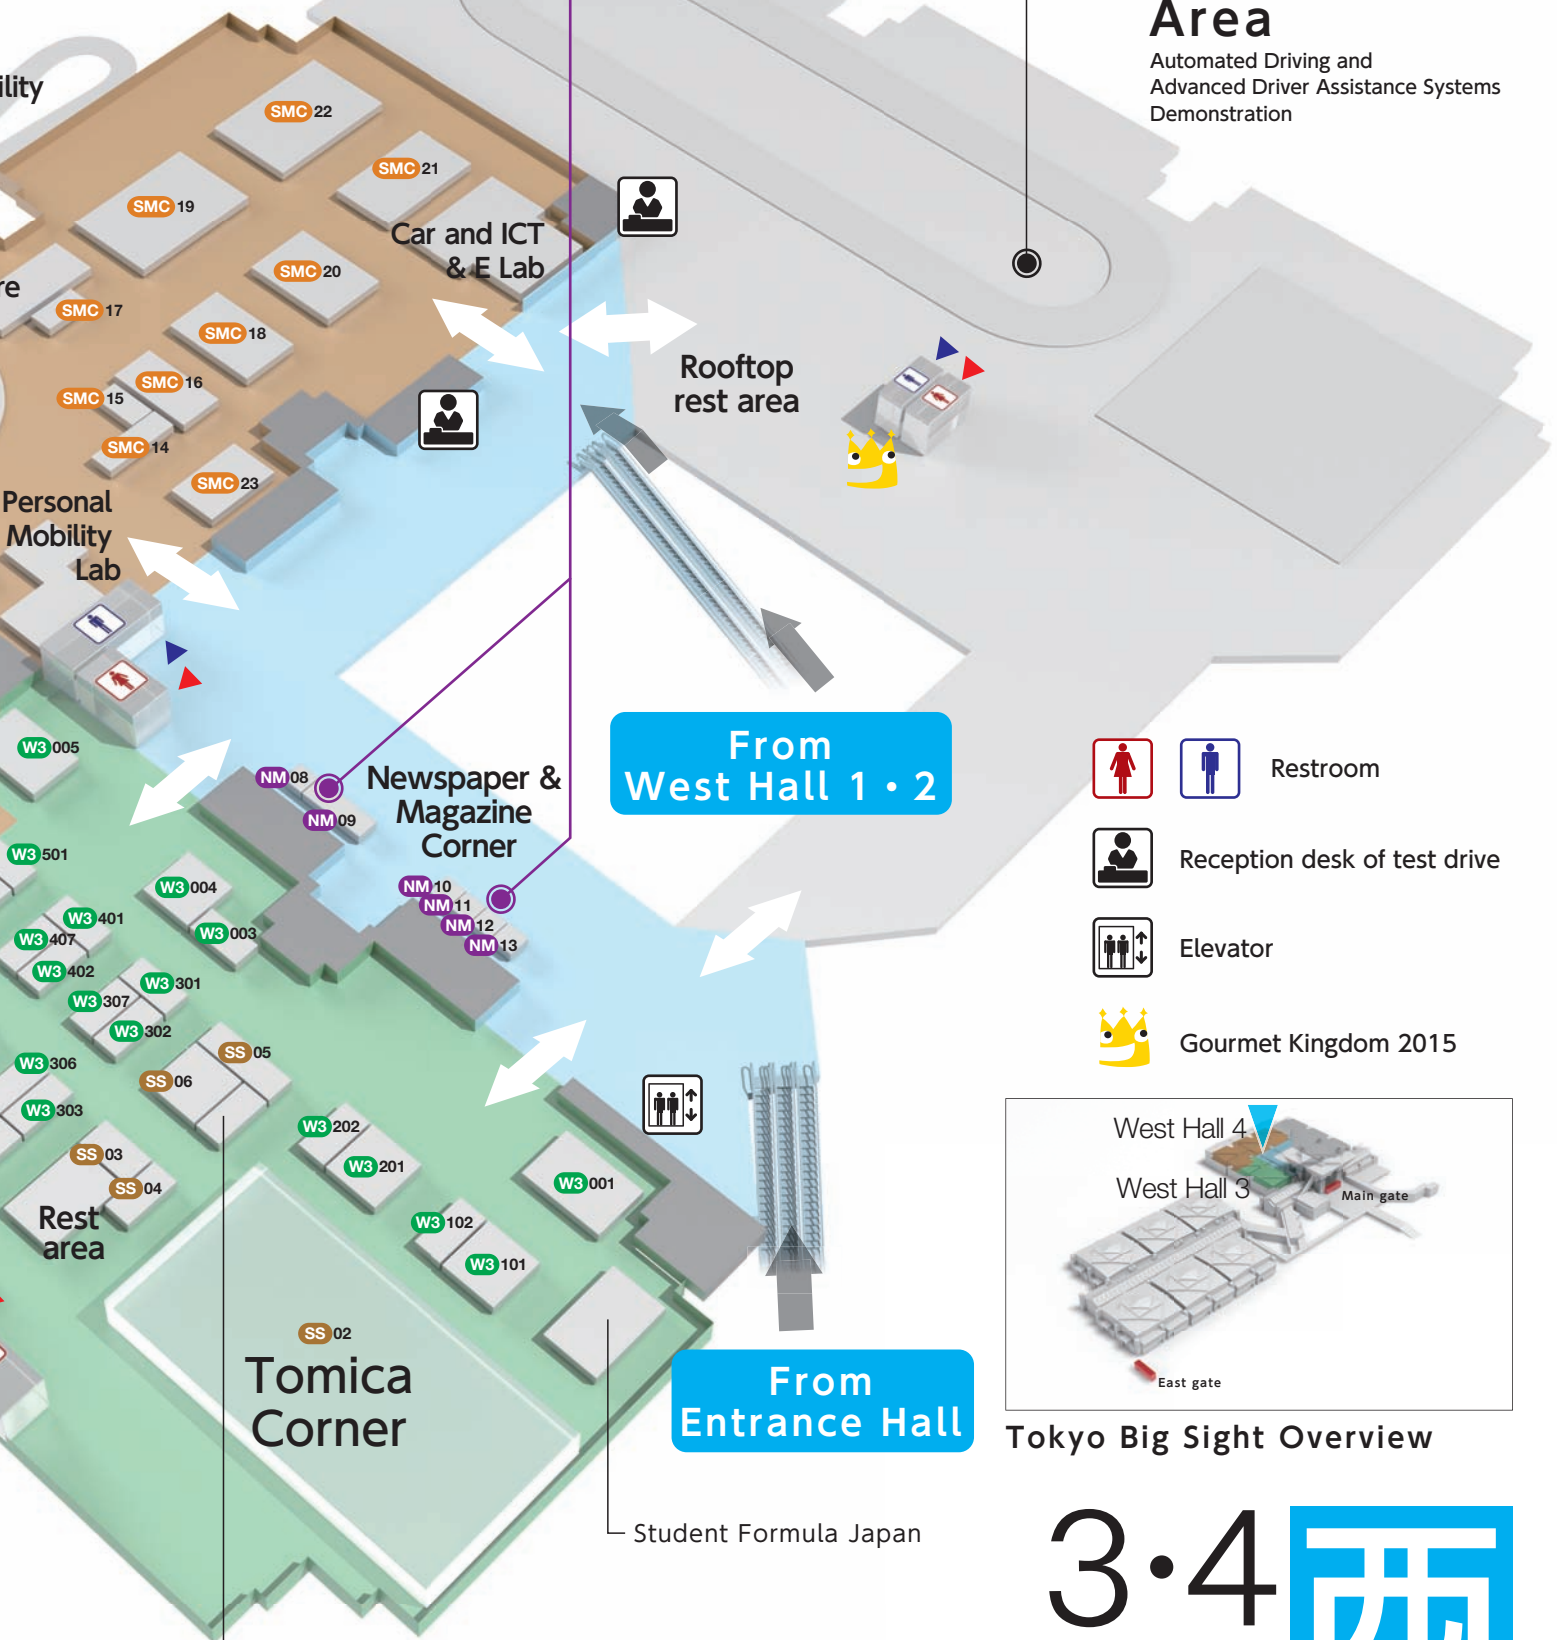 Area
Automated Driving and
Advanced Driver Assistance Systems
Demonstration
ility
SMC 22
SMC 21
SMC 19
Car and ICT
& E Lab
SMC 20
re
SMC 17
SMC 18
SMC 16
SMC 15
SMC 14
SMC 23
Rooftop
rest area
Personal
Mobility
Lab
W3 005
From
West Hall 1・2
NM 08
NM 09
Newspaper &
Magazine
Corner
NM 10
NM 11
NM 12
NM 13
W3 501
W3 004
W3 003
W3 401
W3 407
W3 402
W3 301
W3 307
W3 302
W3 306
W3 303
SS 05
SS 06
SS 03
SS 04
Rest
area
W3 202
W3 201
W3 001
W3 102
W3 101
SS 02
Tomica
Corner
From
Entrance Hall
Student Formula Japan
Restroom
Reception desk of test drive
Elevator
Gourmet Kingdom 2015
West Hall 4
West Hall 3
Main gate
East gate
Tokyo Big Sight Overview
3・4
西